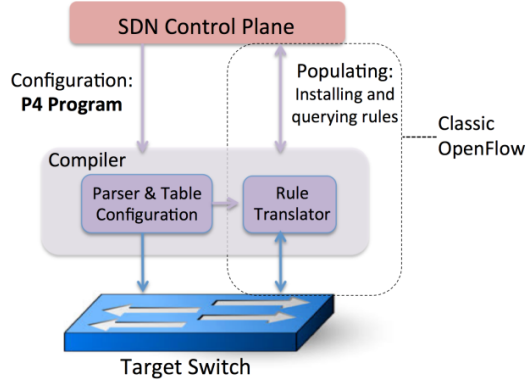 SDN Control Plane
Configuration:
P4 Program
Populating:
Installing and
querying rules
Classic
OpenFlow
Compiler
Parser & Table
Configuration
Rule
Translator
Target Switch